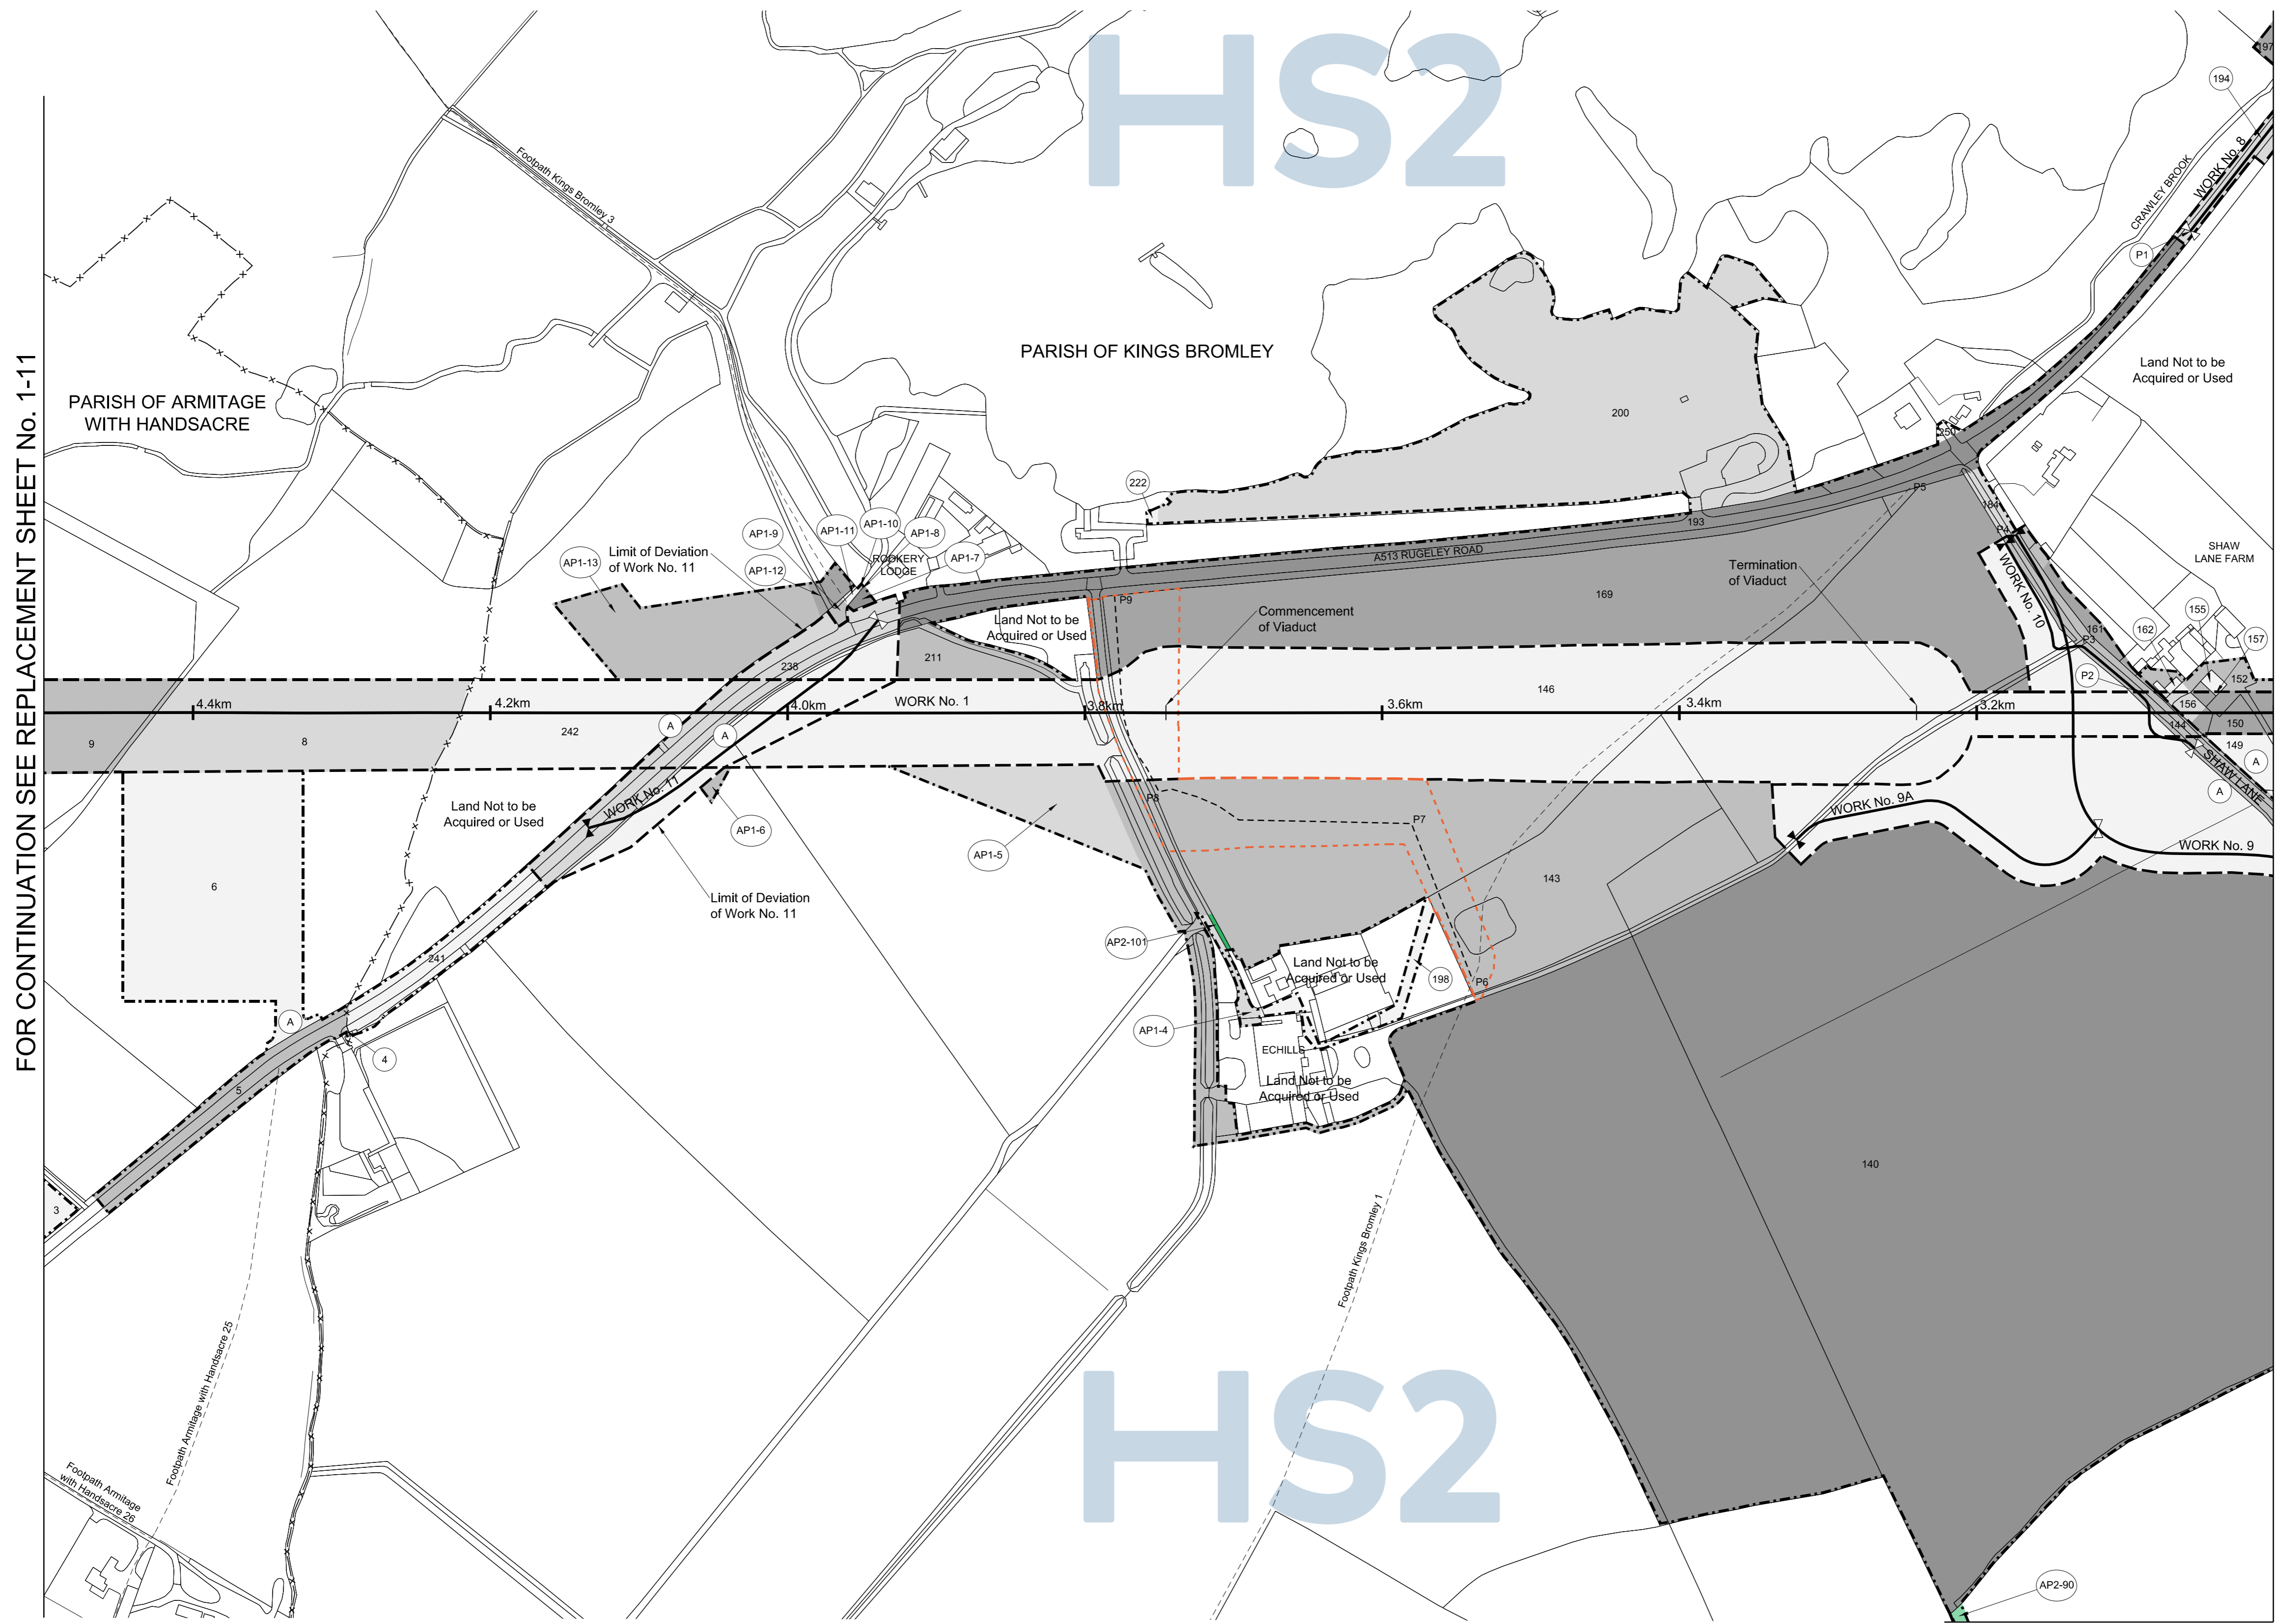 FOR CONTINUATION SEE REPLACEMENT SHEET No. 1-11
HS2
197
194
WORK No. 8
CRAWLEY BROOK
P1
Footpath Kings Bromley 3
PARISH OF KINGS BROMLEY
Land Not to be
Acquired or Used
PARISH OF ARMITAGE
WITH HANDSACRE
200
250
222
P5
184
193
P4
AP1-9
AP1-11
AP1-10
AP1-8
AP1-7
ROOKERY
LODGE
AP1-13
Limit of Deviation
of Work No. 11
AP1-12
A513 RUGELEY ROAD
SHAW
LANE FARM
Termination
of Viaduct
WORK No. 10
169
P9
Commencement
of Viaduct
Land Not to be
Acquired or Used
155
162
161
P3
157
238
211
P2
152
146
156
WORK No. 1
4.4km
4.2km
4.0km
3.8km
3.6km
3.4km
3.2km
144
150
149
9
8
242
A
A
A
A
SHAW LANE
WORK No. 11
Land Not to be
Acquired or Used
AP1-6
P8
P7
AP1-5
WORK No. 9A
WORK No. 9
6
143
Limit of Deviation
of Work No. 11
AP2-101
241
Land Not to be
Acquired or Used
198
P6
A
AP1-4
4
ECHILLS
Land Not to be
Acquired or Used
5
140
3
Footpath Kings Bromley 1
Footpath Armitage with Handsacre 25
HS2
Footpath Armitage
with Handsacre 26
AP2-90